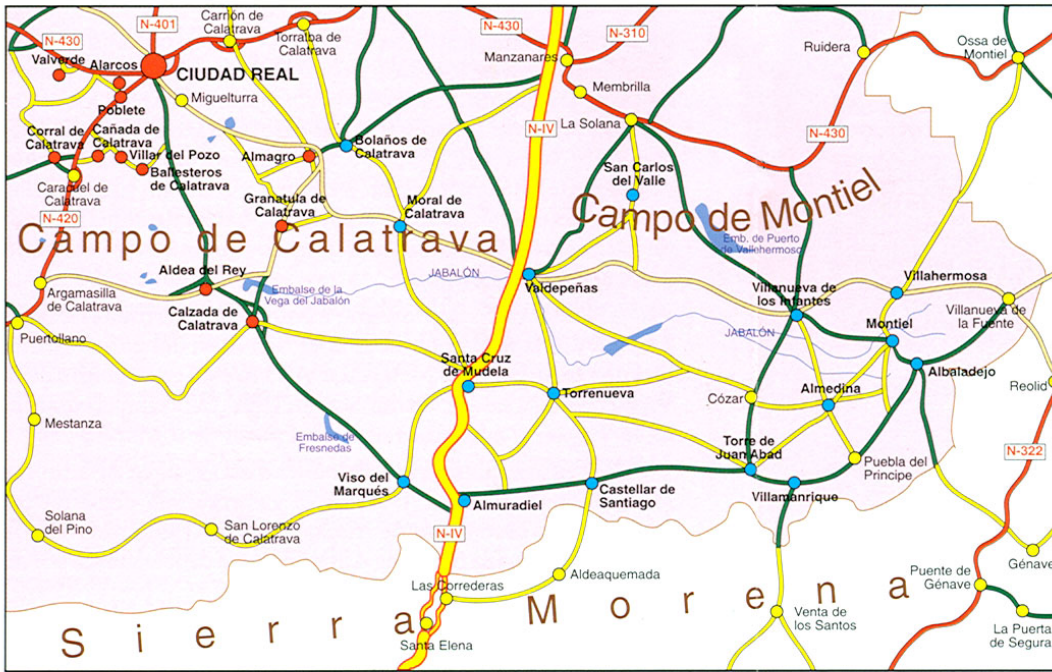 N-401
Carrión de
Calatrava
Torralba de
Calatrava
N-430
N-430
N-310
Ruidera
Ossa de
Montiel
Valverde
Alarcos
CIUDAD REAL
Manzanares
Miguelturra
Membrilla
Poblete
La Solana
N-IV
N-430
Corral de
Calatrava
Cañada de
Calatrava
Villar del Pozo
Ballesteros
de Calatrava
Almagro
Bolaños de
Calatrava
San Carlos
del Valle
Caracuel de
Calatrava
Granatula de
Calatrava
Moral de
Calatrava
N-420
Campo de Calatrava
Campo de Montiel
Emb. de Puerto
de Vallehermoso
Aldea del Rey
JABALÓN
Argamasilla
de Calatrava
Embalse de la
Vega del Jabalón
Valdepeñas
Villanueva de
los Infantes
Villahermosa
Villanueva de
la Fuente
Calzada de
Calatrava
Puertollano
JABALÓN
Montiel
Santa Cruz
de Mudela
Albaladejo
Torrenueva
Cózar
Almedina
Reolid
Mestanza
Embalse de
Fresnedas
Torre de
Juan Abad
Puebla del
Principe
N-322
Viso del
Marqués
Almuradiel
Castellar de
Santiago
Villamanrique
Solana
del Pino
San Lorenzo
de Calatrava
N-IV
Génave
Las Correderas
Aldeaquemada
Puente de
Génave
Sierra Morena
Venta de
los Santos
La Puerta
de Segura
Santa Elena